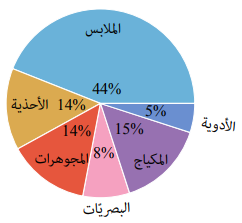 الملابس
44%
الأحذية
14%
5%
الأدوية
14%
15%
المجوهرات
المكياج
8%
البصريّات